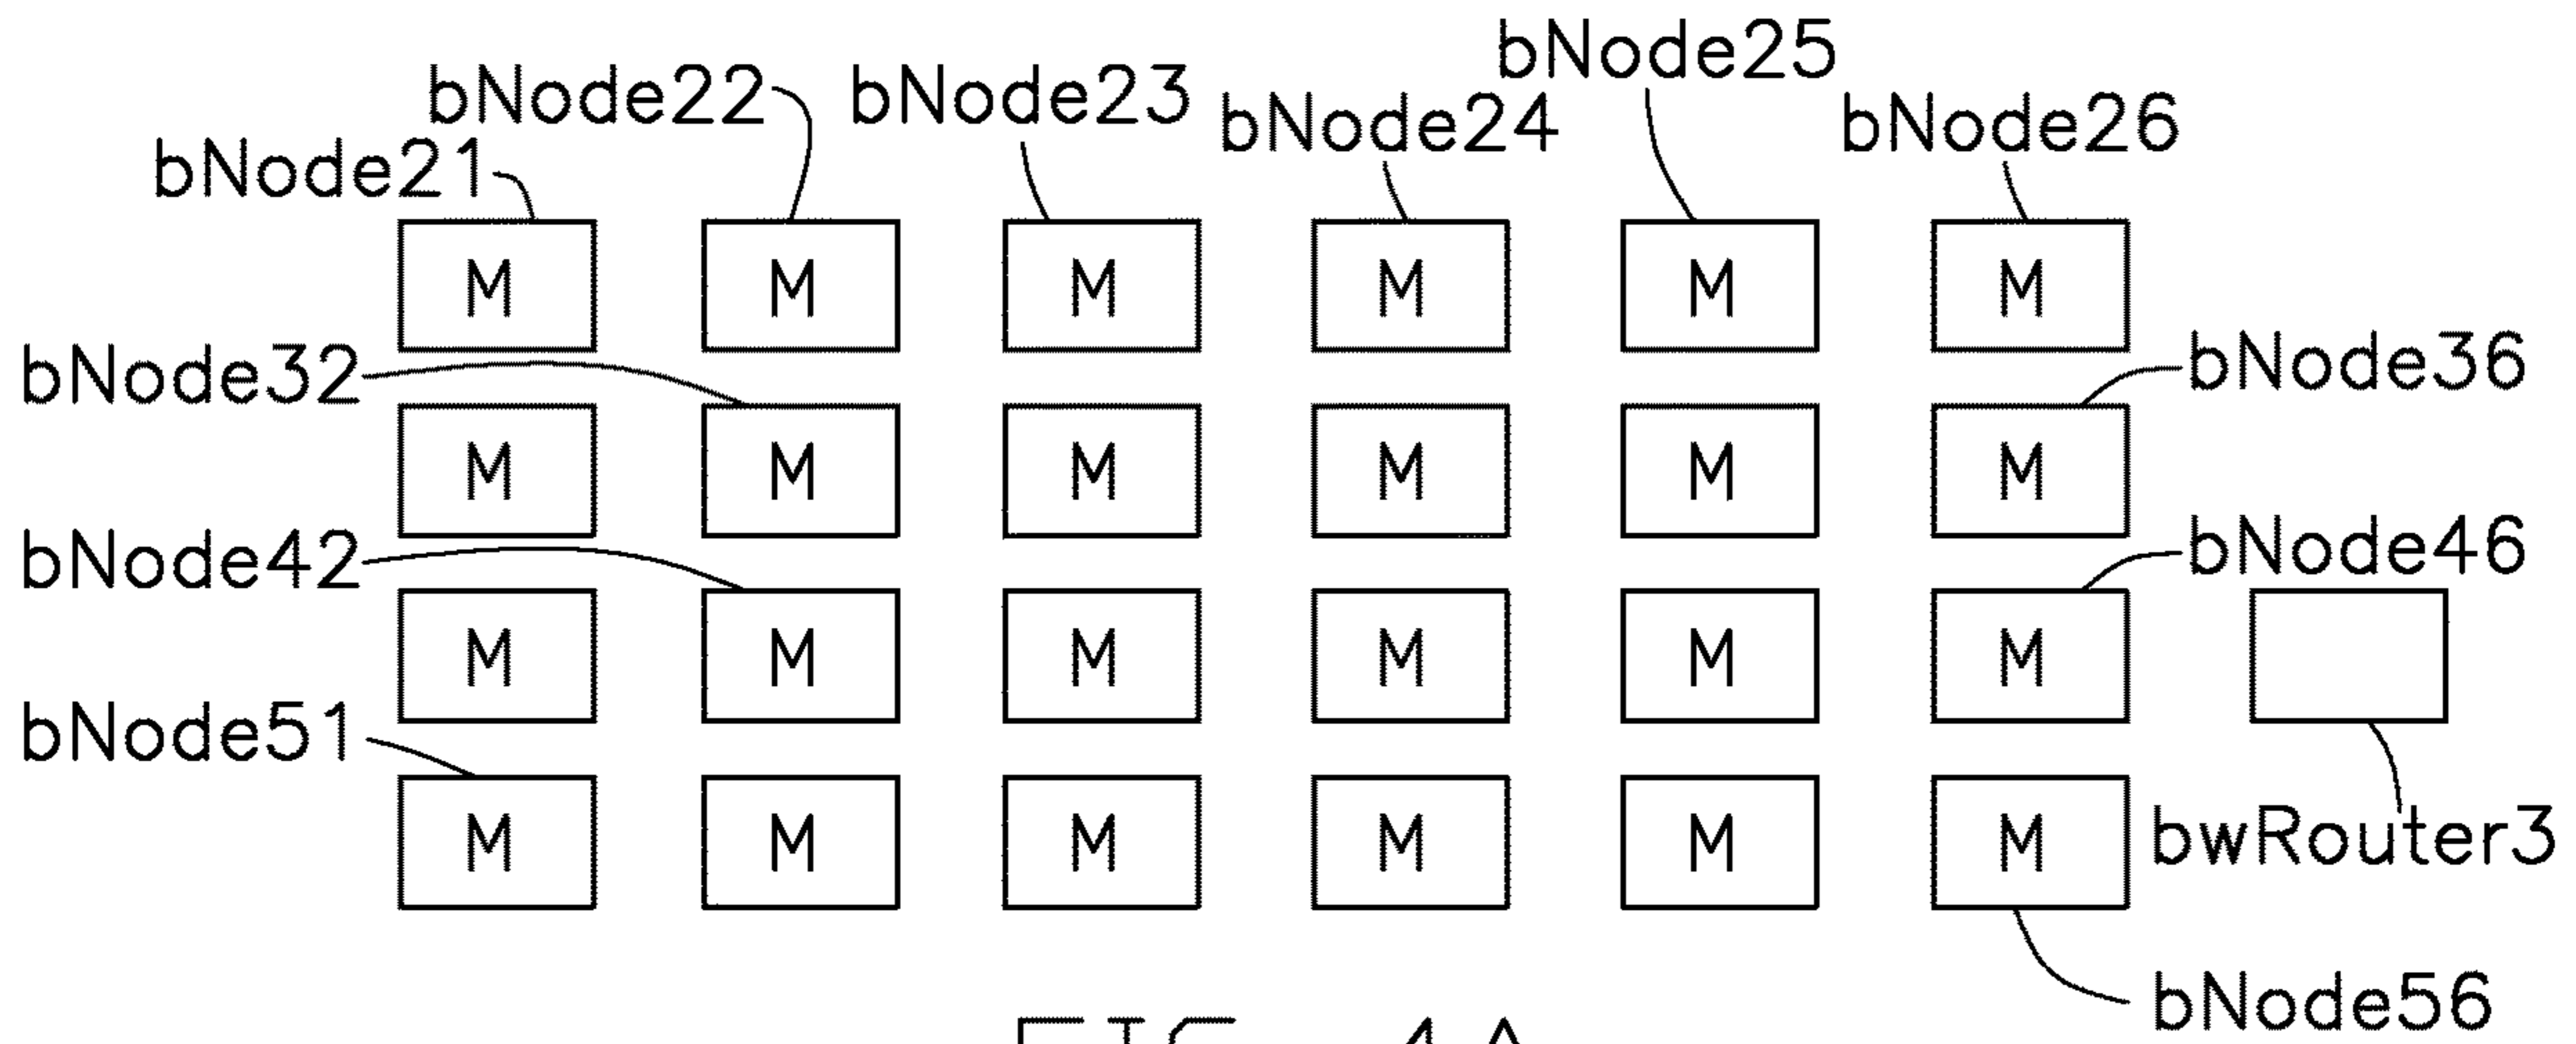 bNode25
bNode22 bNode23 bNode24 bNode26
bNode21
M M M M M M
bNode32 bNode36
M M M M M M
bNode42 bNode46
M M M M M M
bNode51
M M M M M M
bwRouter3
bNode56